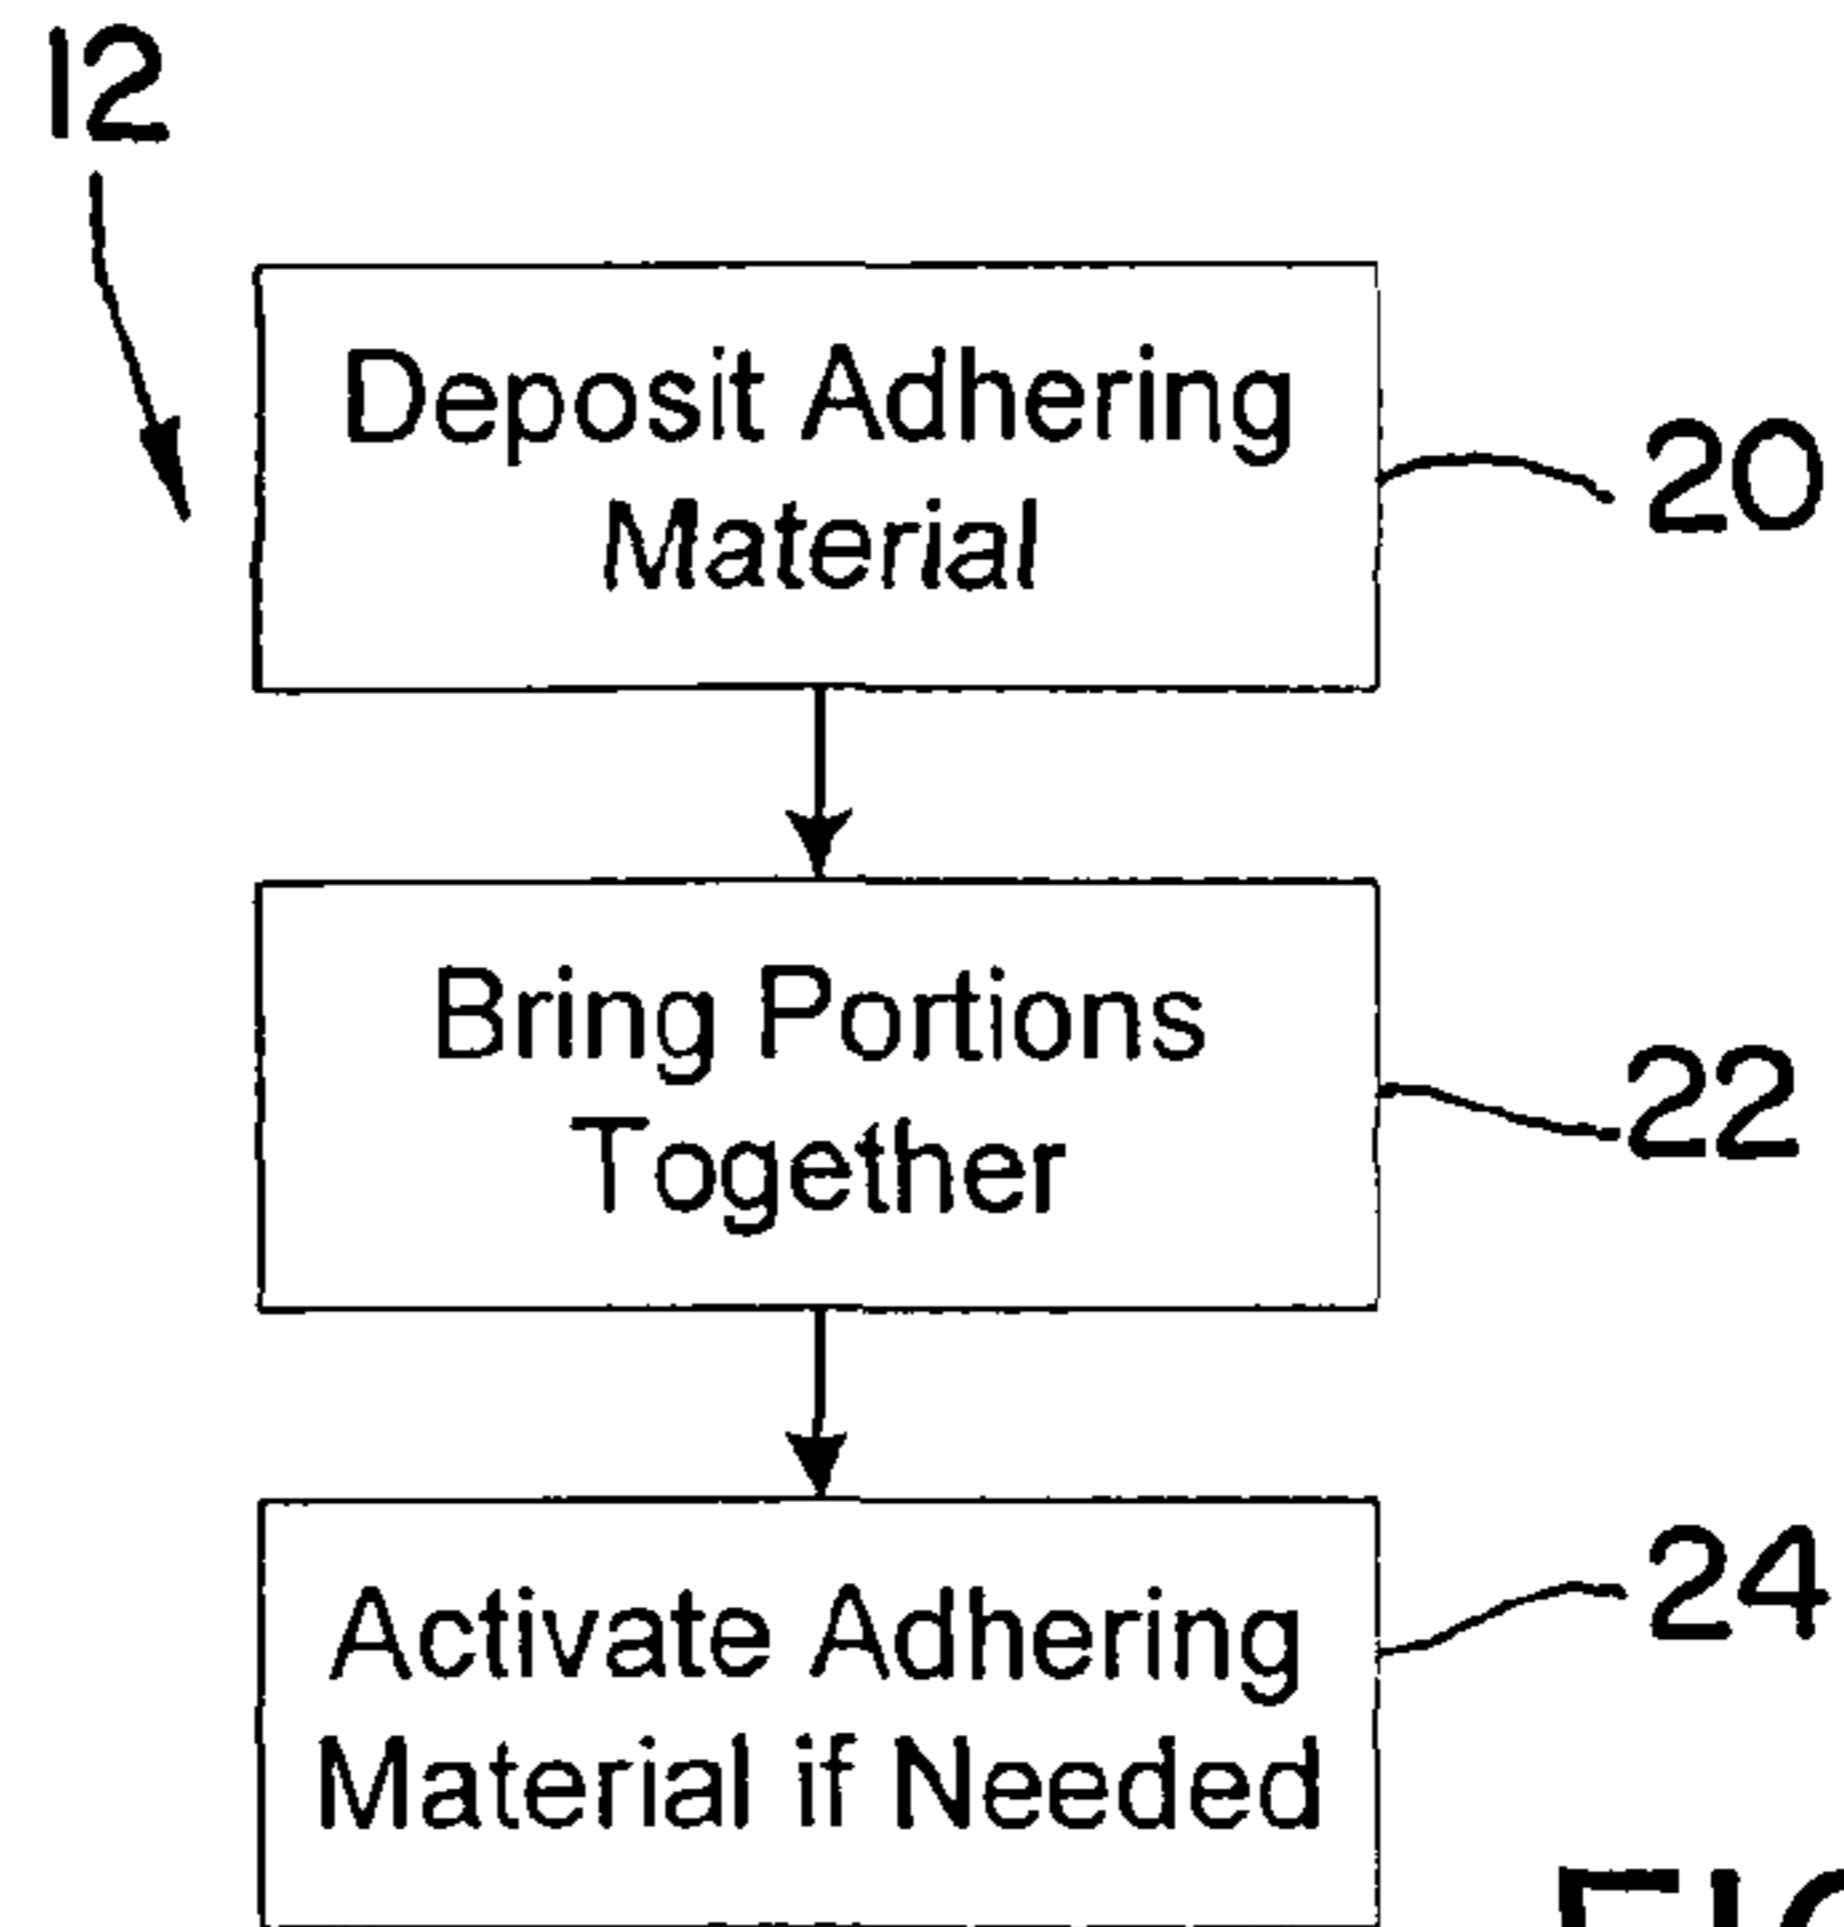 12
Deposit Adhering
Material
20
Bring Portions
Together
22
Activate Adhering
Material if Needed
24